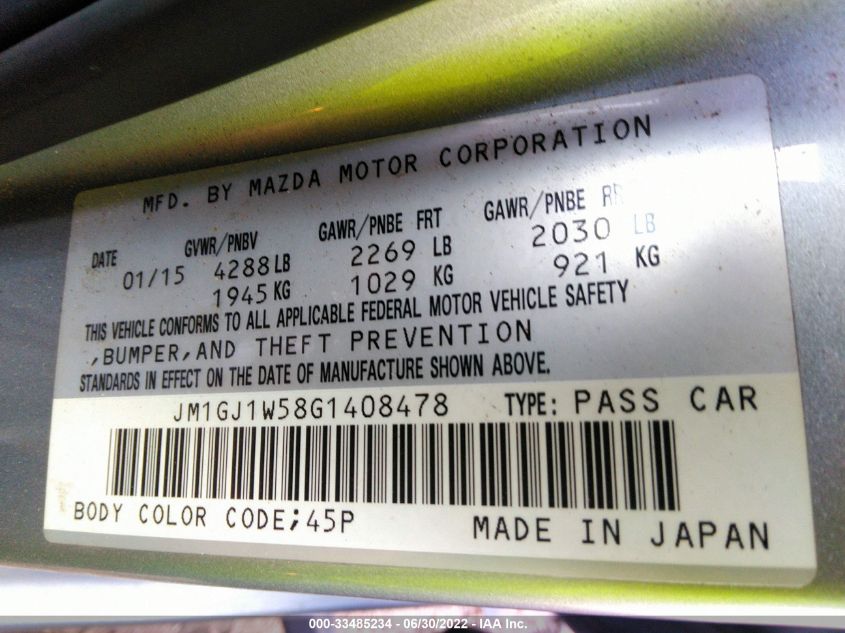 MFD. BY MAZDA MOTOR CORPORATION
DATE GVWR/PNBV GAWR/PNBE FRT GAWR/PNBE RR
01/15 4288 LB 2269 LB 2030 LB
1945 KG 1029 KG 921 KG
THIS VEHICLE CONFORMS TO ALL APPLICABLE FEDERAL MOTOR VEHICLE SAFETY
,BUMPER,AND THEFT PREVENTION
STANDARDS IN EFFECT ON THE DATE OF MANUFACTURE SHOWN ABOVE.
JM1GJ1W58G1408478 TYPE: PASS CAR
BODY COLOR CODE;45P MADE IN JAPAN
000-33485234 - 06/30/2022 - IAA Inc.